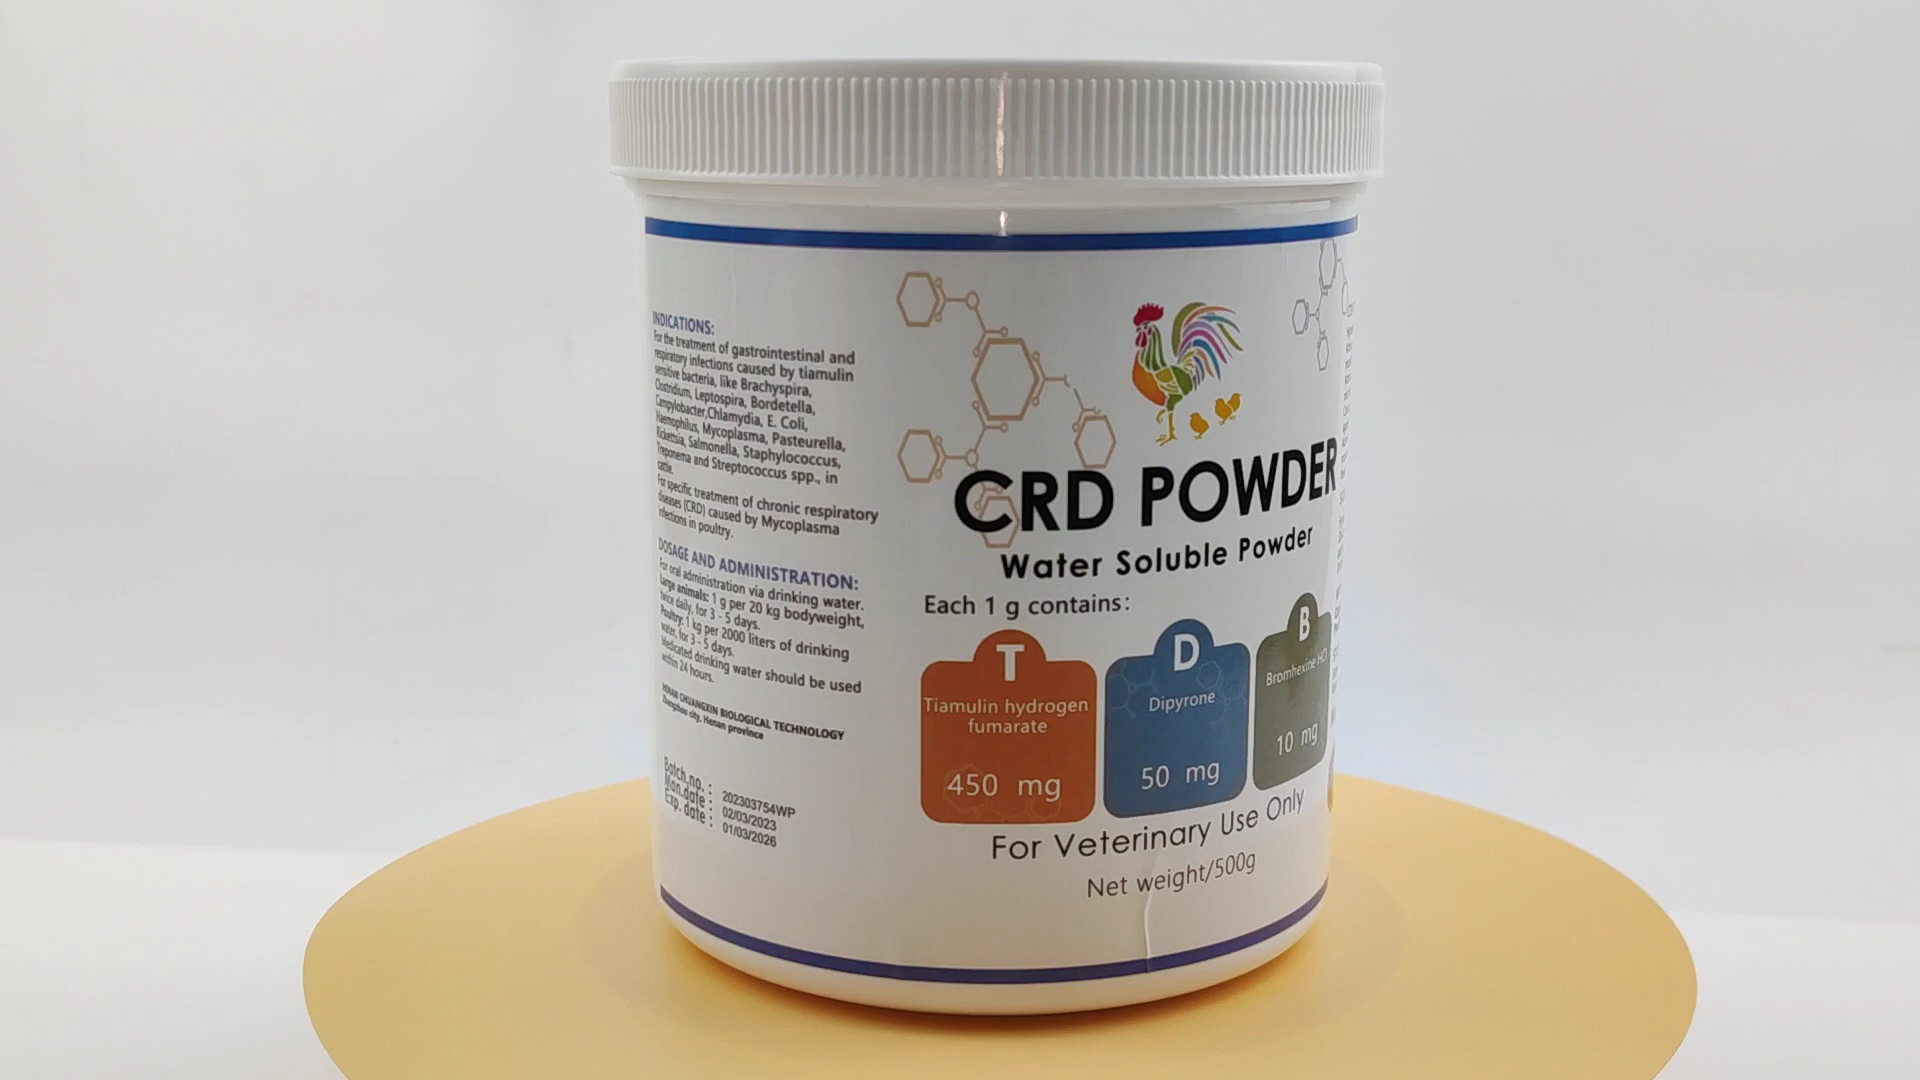 INDICATIONS:
For the treatment of gastrointestinal and
respiratory infections caused by tiamulin
sensitive bacteria, like Brachyspira,
Clostridium, Leptospira, Bordetella,
Campylobacter,Chlamydia, E. Coli,
Haemophilus, Mycoplasma, Pasteurella,
Rickettsia, Salmonella, Staphylococcus,
Treponema and Streptococcus spp., in
cattle.
For specific treatment of chronic respiratory
diseases (CRD) caused by Mycoplasma
infections in poultry.
DOSAGE AND ADMINISTRATION:
For oral administration via drinking water.
Large animals: 1 g per 20 kg bodyweight,
twice daily, for 3 - 5 days.
Poultry: 1 kg per 2000 liters of drinking
water, for 3 - 5 days.
Medicated drinking water should be used
within 24 hours.
HENAN CHUANGXIN BIOLOGICAL TECHNOLOGY
Zhengzhou city, Henan province
Batch,no. : 202303754WP
Man.date : 02/03/2023
Exp. date : 01/03/2026
CRD POWDER
Water Soluble Powder
Each 1 g contains:
T
Tiamulin hydrogen
fumarate
450 mg
D
Dipyrone
50 mg
B
Bromhexine HCl
10 mg
For Veterinary Use Only
Net weight/500g